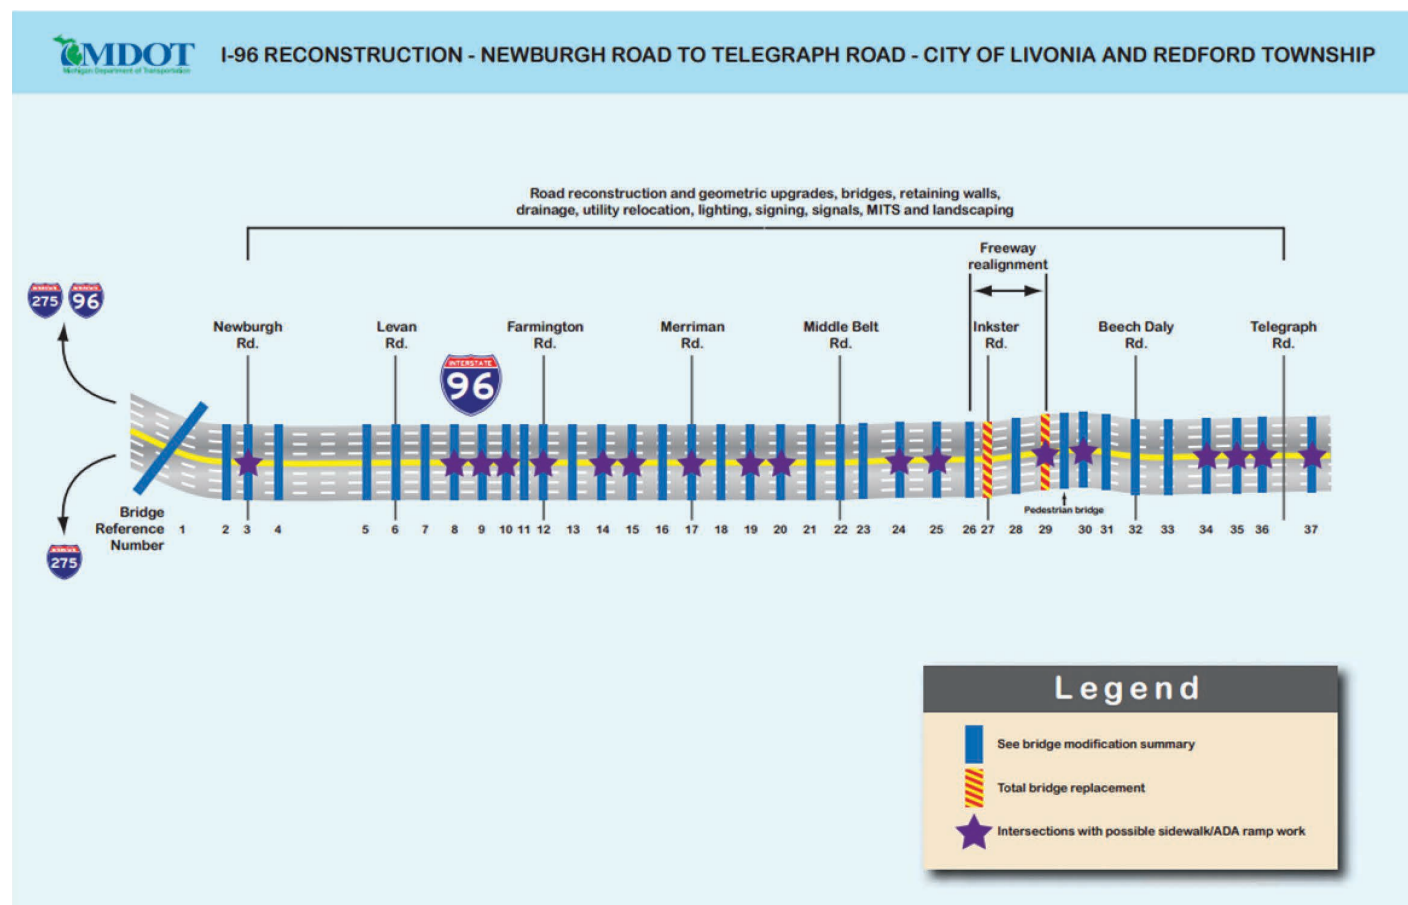 MDOT
Michigan Department of Transportation
I-96 RECONSTRUCTION - NEWBURGH ROAD TO TELEGRAPH ROAD - CITY OF LIVONIA AND REDFORD TOWNSHIP
Road reconstruction and geometric upgrades, bridges, retaining walls,
drainage, utility relocation, lighting, signing, signals, MITS and landscaping
Freeway
realignment
275
96
Newburgh
Rd.
Levan
Rd.
Farmington
Rd.
Merriman
Rd.
Middle Belt
Rd.
Inkster
Rd.
Beech Daly
Rd.
Telegraph
Rd.
INTERSTATE
96
Pedestrian bridge
Bridge
Reference
Number
1 2 3 4 5 6 7 8 9 10 11 12 13 14 15 16 17 18 19 20 21 22 23 24 25 26 27 28 29 30 31 32 33 34 35 36 37
275
Legend
See bridge modification summary
Total bridge replacement
Intersections with possible sidewalk/ADA ramp work